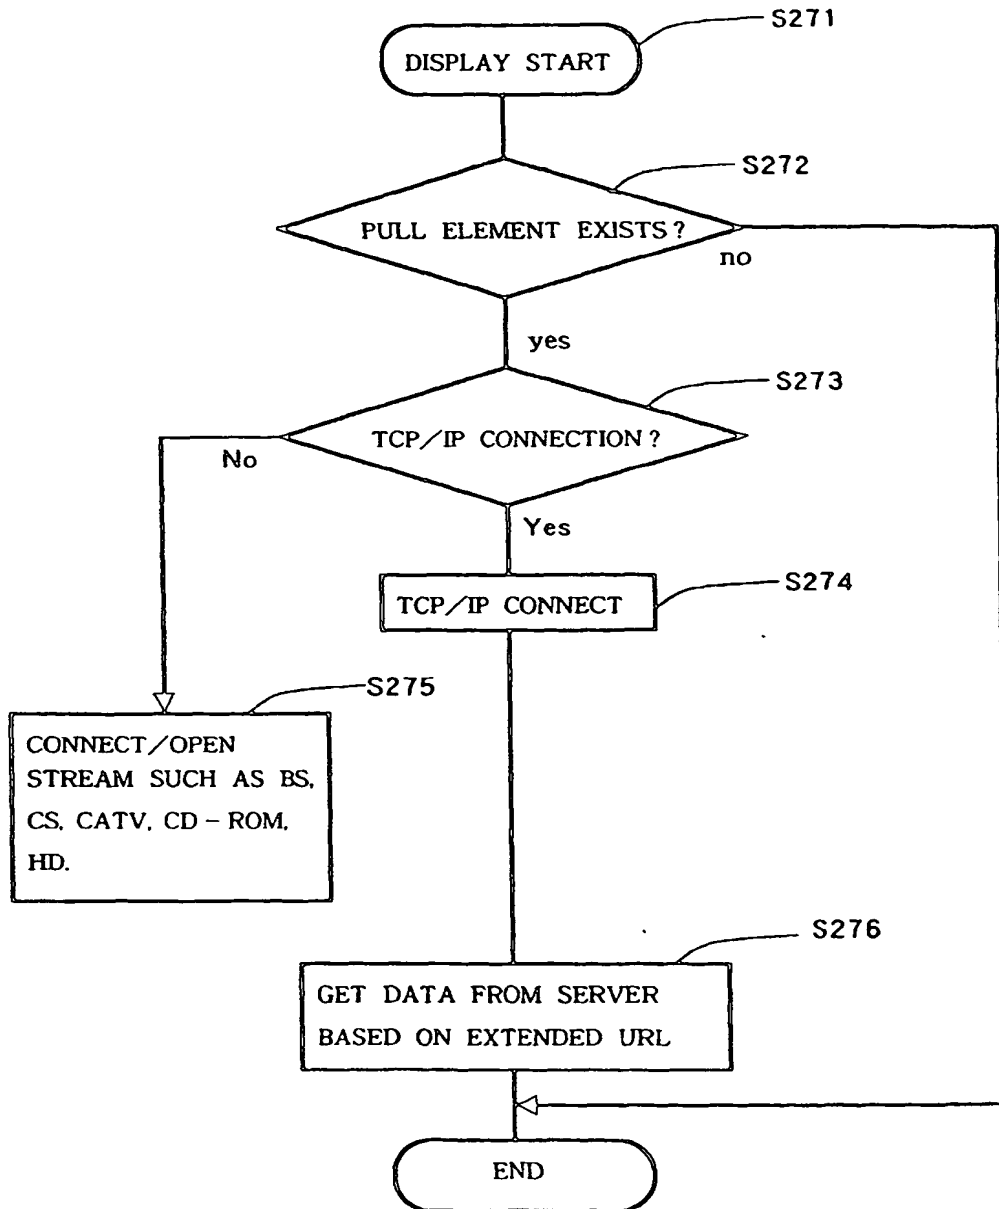 S271
DISPLAY START
S272
PULL ELEMENT EXISTS?
no
yes
S273
TCP/IP CONNECTION?
No
Yes
S274
TCP/IP CONNECT
S275
CONNECT/OPEN
STREAM SUCH AS BS,
CS, CATV, CD-ROM,
HD.
S276
GET DATA FROM SERVER
BASED ON EXTENDED URL
END